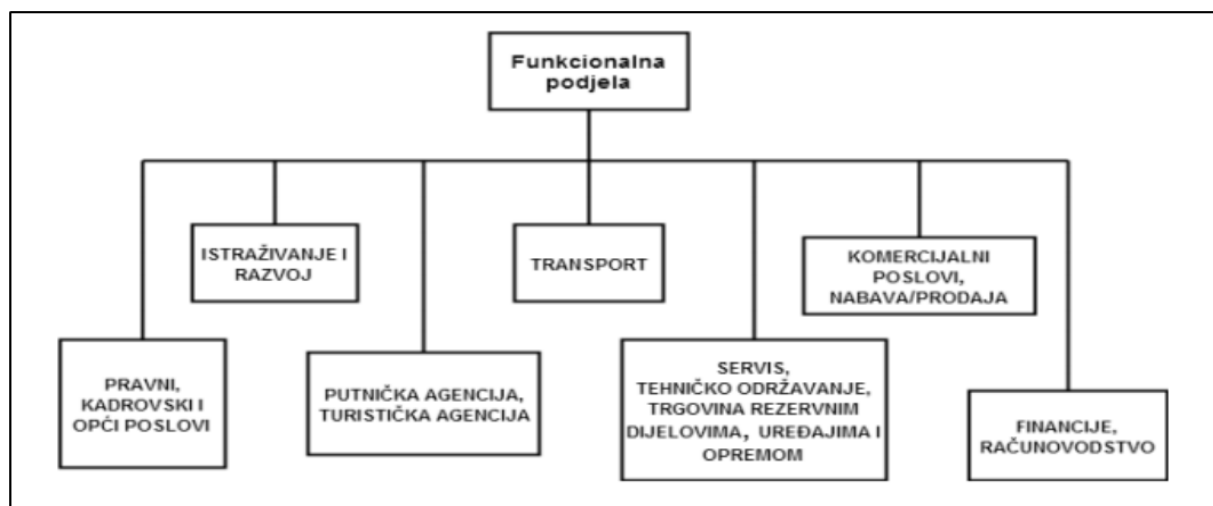 Funkcionalna
podjela
ISTRAŽIVANJE I
RAZVOJ
TRANSPORT
KOMERCIJALNI
POSLOVI,
NABAVA/PRODAJA
PRAVNI,
KADROVSKI I
OPĆI POSLOVI
PUTNIČKA AGENCIJA,
TURISTIČKA AGENCIJA
SERVIS,
TEHNIČKO ODRŽAVANJE,
TRGOVINA REZERVNIM
DIJELOVIMA, UREĐAJIMA I
OPREMOM
FINANCIJE,
RAČUNOVODSTVO